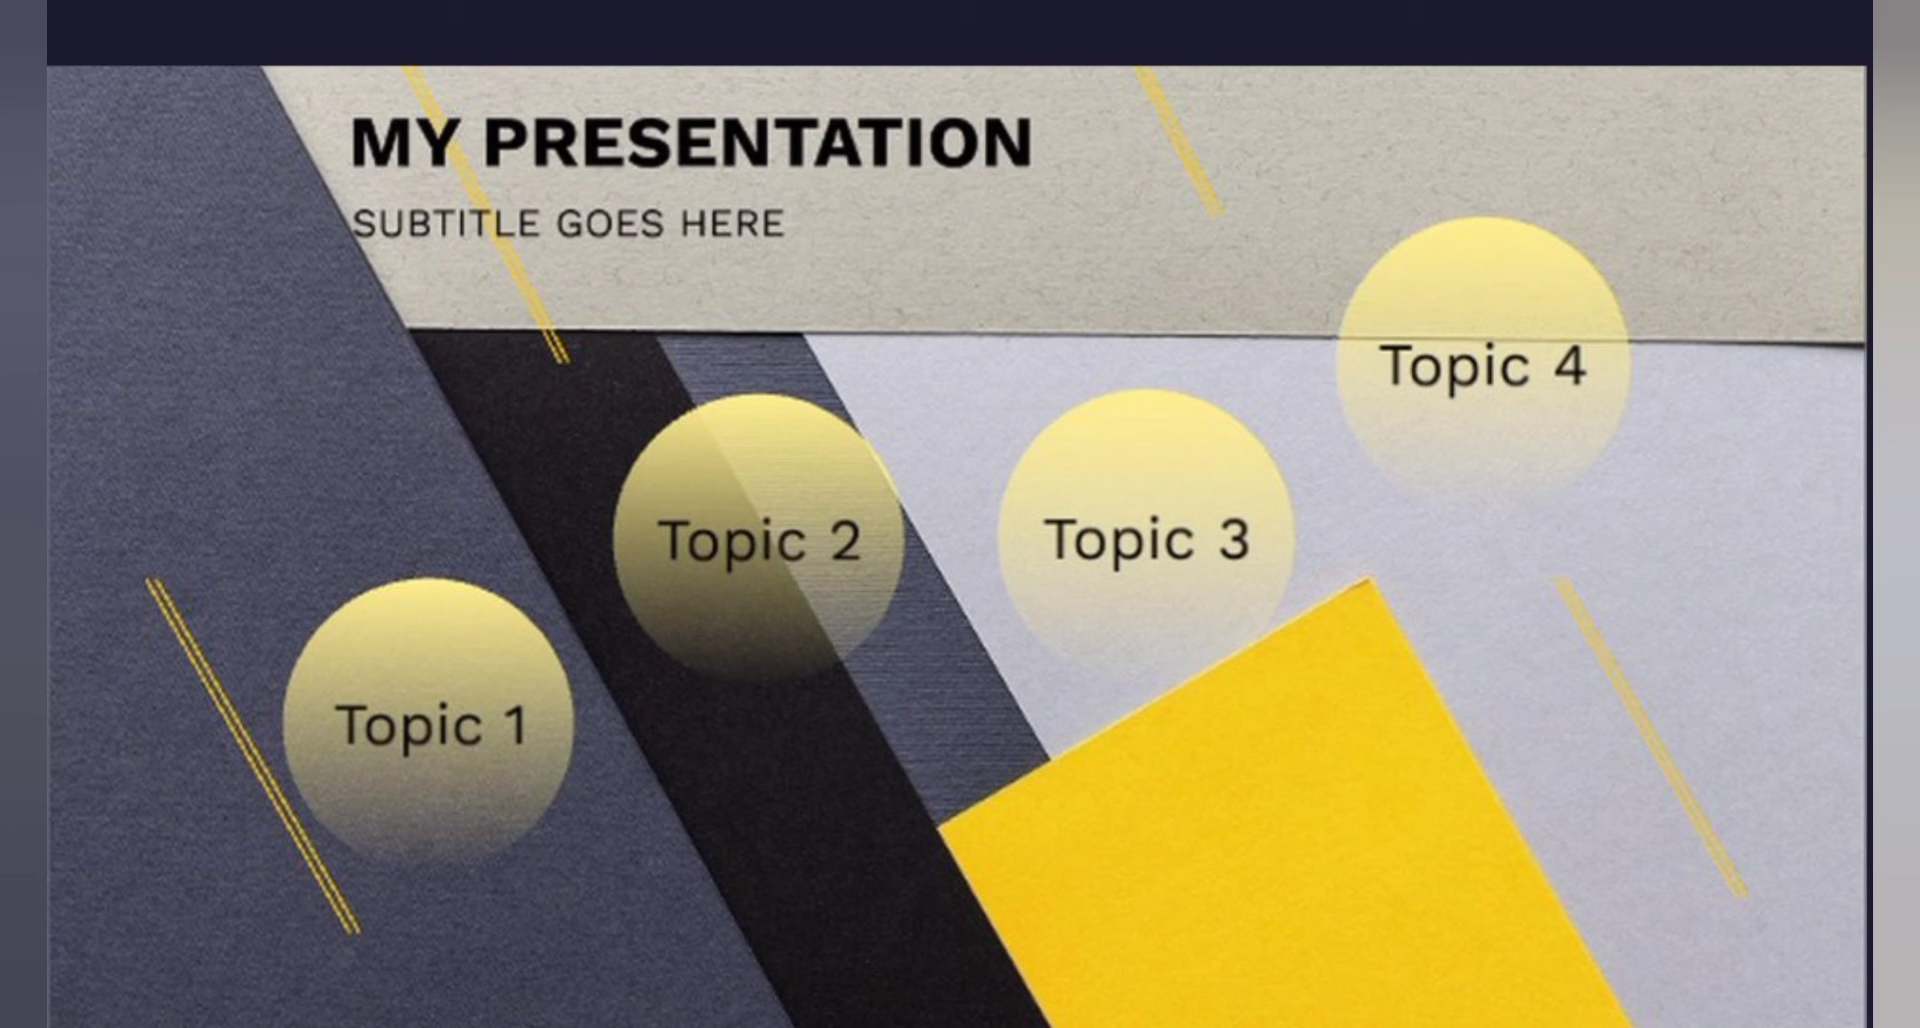 MY PRESENTATION
SUBTITLE GOES HERE
Topic 4
Topic 2
Topic 3
Topic 1